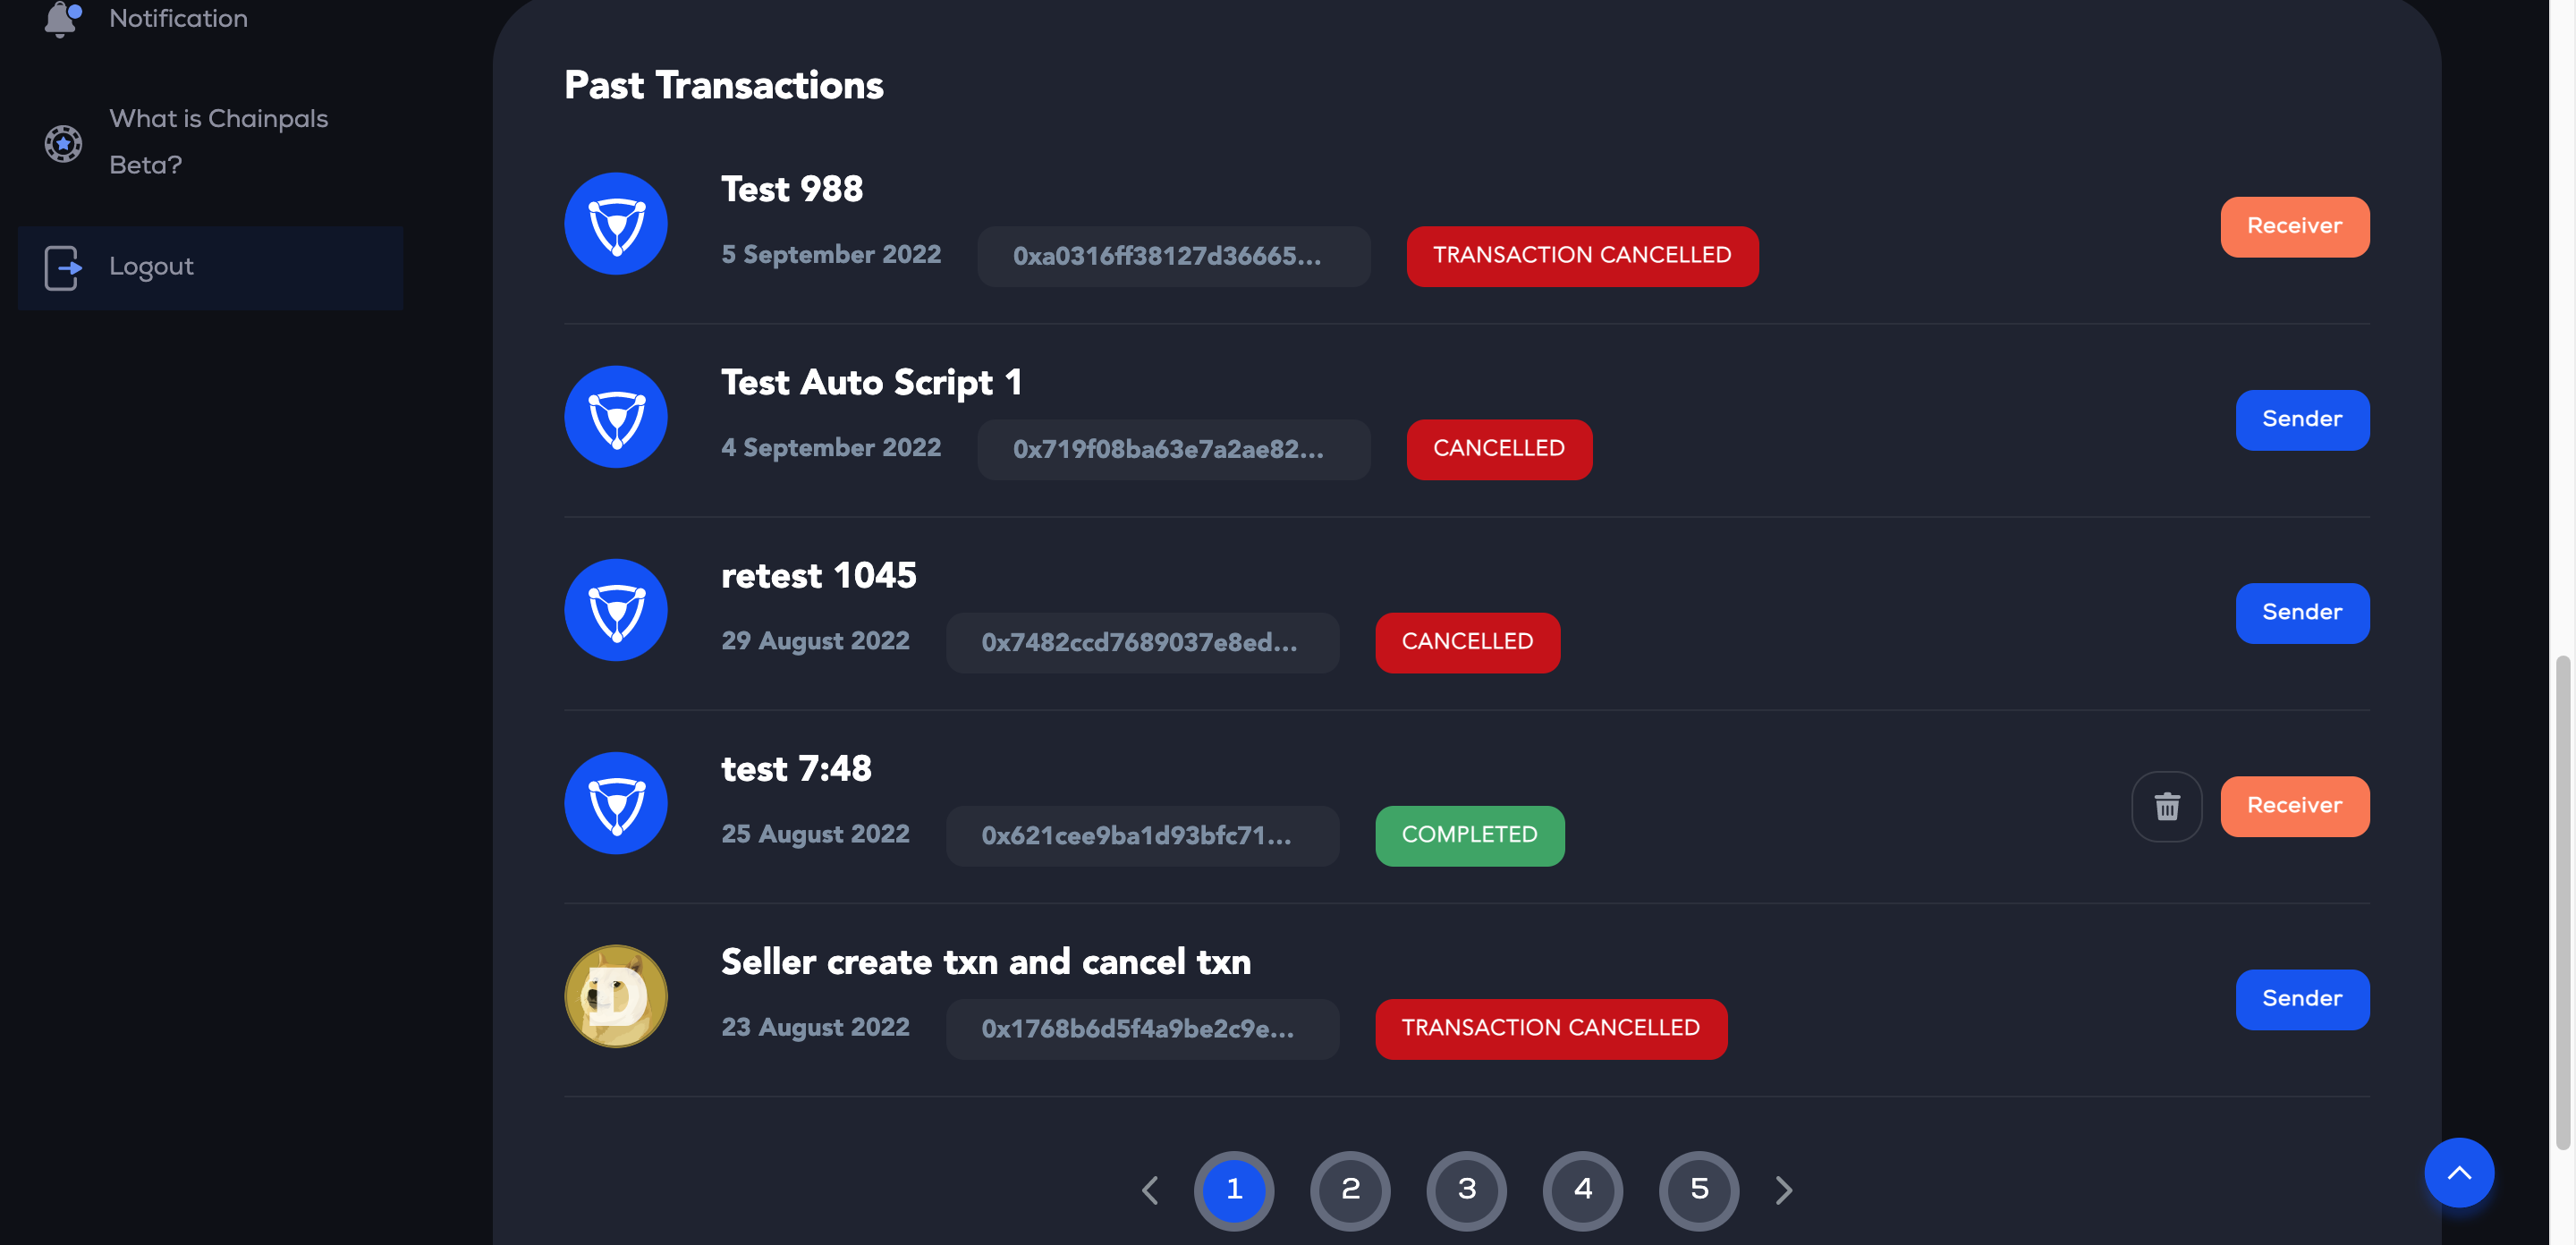 Notification
What is Chainpals
Beta?
Logout
Past Transactions
Test 988
5 September 2022 0xa0316ff38127d36665... TRANSACTION CANCELLED Receiver
Test Auto Script 1
4 September 2022 0x719f08ba63e7a2ae82... CANCELLED Sender
retest 1045
29 August 2022 0x7482ccd7689037e8ed... CANCELLED Sender
test 7:48
25 August 2022 0x621cee9ba1d93bfc71... COMPLETED Receiver
Seller create txn and cancel txn
23 August 2022 0x1768b6d5f4a9be2c9e... TRANSACTION CANCELLED Sender
1 2 3 4 5